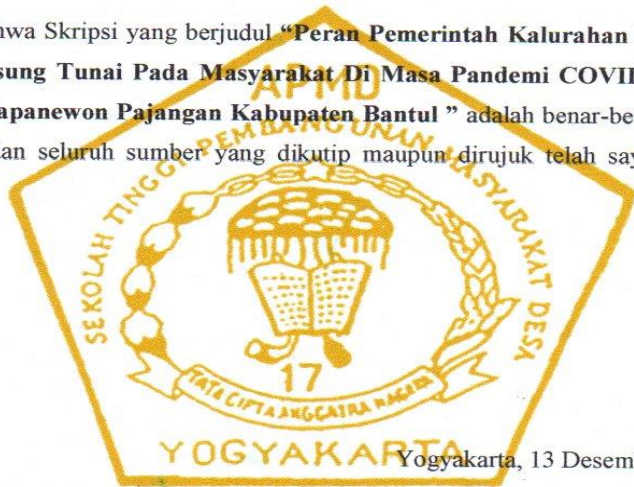 hwa Skripsi yang berjudul “Peran Pemerintah Kalurahan
sung Tunai Pada Masyarakat Di Masa Pandemi COVI
apanewon Pajangan Kabupaten Bantul ” adalah benar-be
an seluruh sumber yang dikutip maupun dirujuk telah say
APMD
SEKOLAH TINGGI PEMBANGUNAN MASYARAKAT DESA
17
TATA CIPTA ANGGATRA NAGARA
YOGYAKARTA
Yogyakarta, 13 Desem